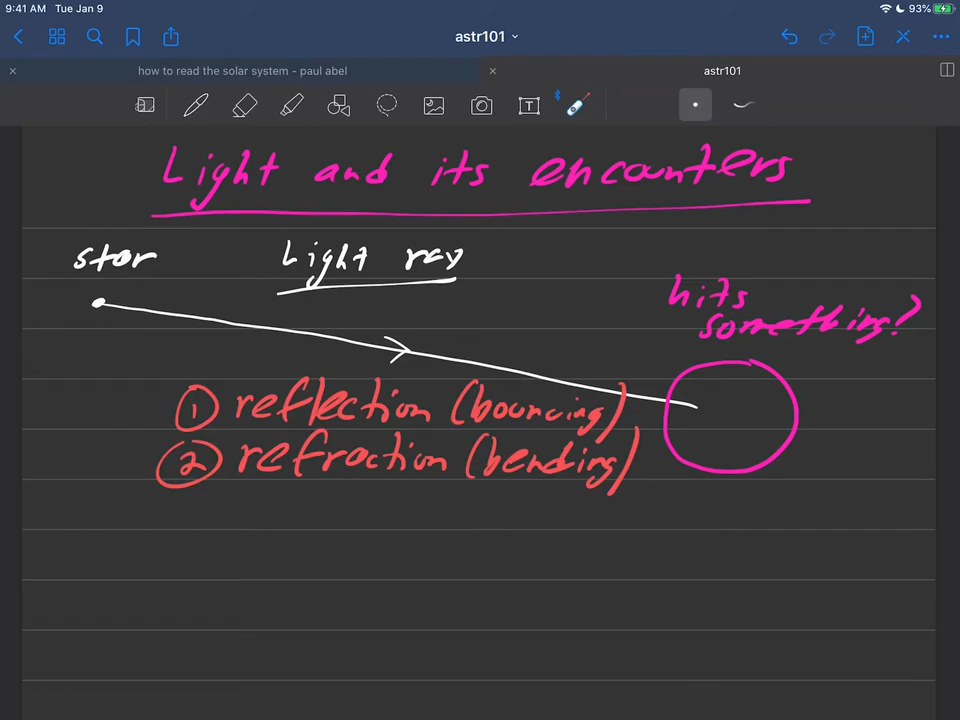 9:41 AM Tue Jan 9
93%
astr101
how to read the solar system - paul abel
astr101
T
Light and its encounters
star
Light ray
hits
something?
① reflection (bouncing)
② refraction (bending)